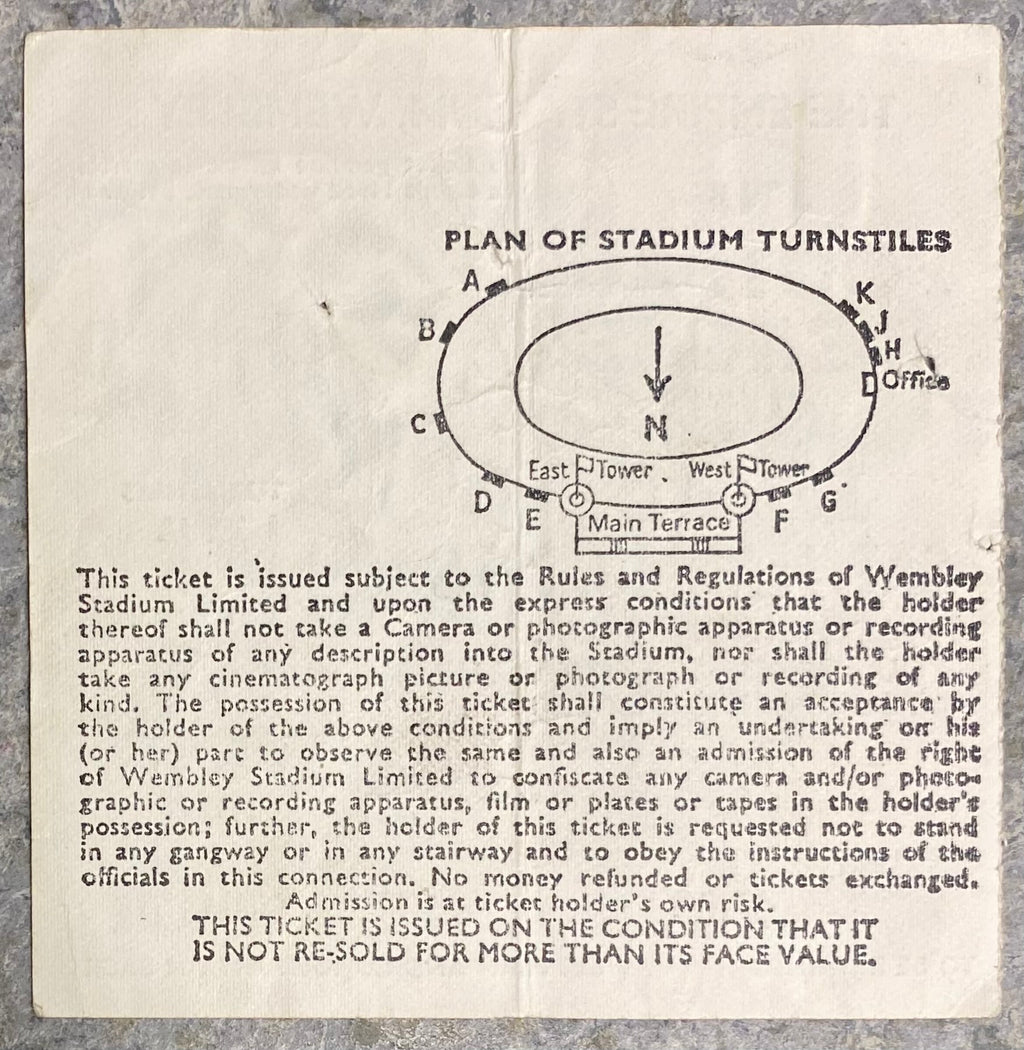 PLAN OF STADIUM TURNSTILES
A
K
B
J
H
Office
N
C
East Tower
West Tower
D
G
E
F
Main Terrace
This ticket is issued subject to the Rules and Regulations of Wembley
Stadium Limited and upon the express conditions that the holder
thereof shall not take a Camera or photographic apparatus or recording
apparatus of any description into the Stadium, nor shall the holder
take any cinematograph picture or photograph or recording of any
kind. The possession of this ticket shall constitute an acceptance by
the holder of the above conditions and imply an undertaking on his
(or her) part to observe the same and also an admission of the right
of Wembley Stadium Limited to confiscate any camera and/or photo-
graphic or recording apparatus, film or plates or tapes in the holder's
possession; further, the holder of this ticket is requested not to stand
in any gangway or in any stairway and to obey the instructions of the
officials in this connection. No money refunded or tickets exchanged.
Admission is at ticket holder's own risk.
THIS TICKET IS ISSUED ON THE CONDITION THAT IT
IS NOT RE-SOLD FOR MORE THAN ITS FACE VALUE.